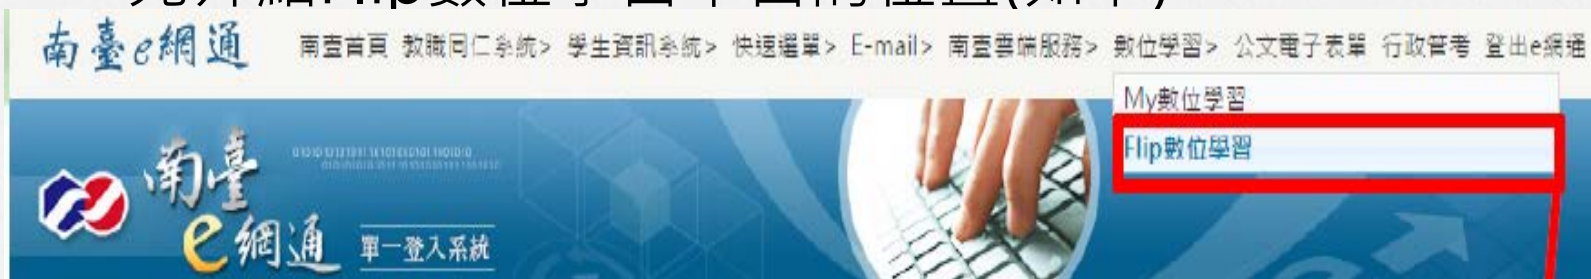 南臺e網通 南臺首頁 教職同仁系統> 學生資訊系統> 快速選單> E-mail> 南臺雲端服務> 數位學習> 公文電子表單 行政管考 登出e網通
My數位學習
Flip數位學習
南臺
e網通 單一登入系統